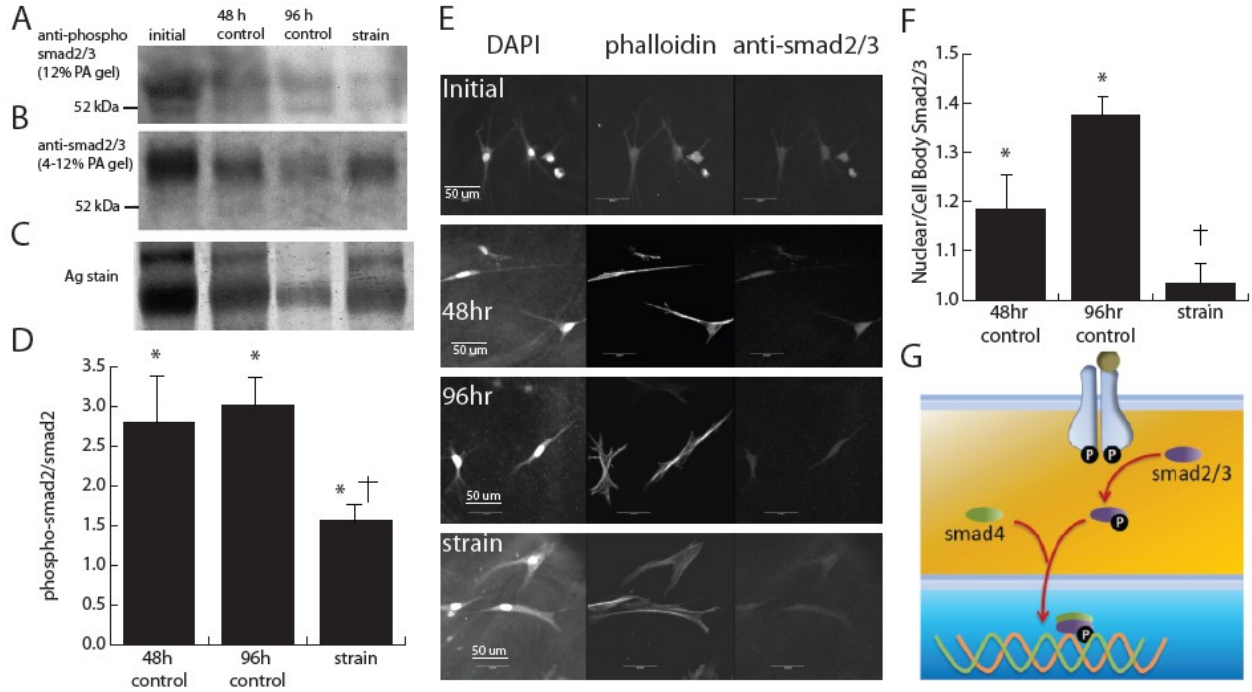 A
anti-phospho
smad2/3
(12% PA gel)
initial
48 h
control
96 h
control
strain
52 kDa
B
anti-smad2/3
(4-12% PA gel)
52 kDa
C
Ag stain
D
phospho-smad2/smad2
3.5
3.0
2.5
2.0
1.5
1.0
0.5
0.0
*
*
* †
48h
control
96h
control
strain
E
DAPI
phalloidin
anti-smad2/3
Initial
50 um
48hr
50 um
96hr
50 um
strain
50 um
F
Nuclear/Cell Body Smad2/3
1.5
1.4
1.3
1.2
1.1
1.0
*
*
†
48hr
control
96hr
control
strain
G
P
P
smad2/3
P
smad4
P